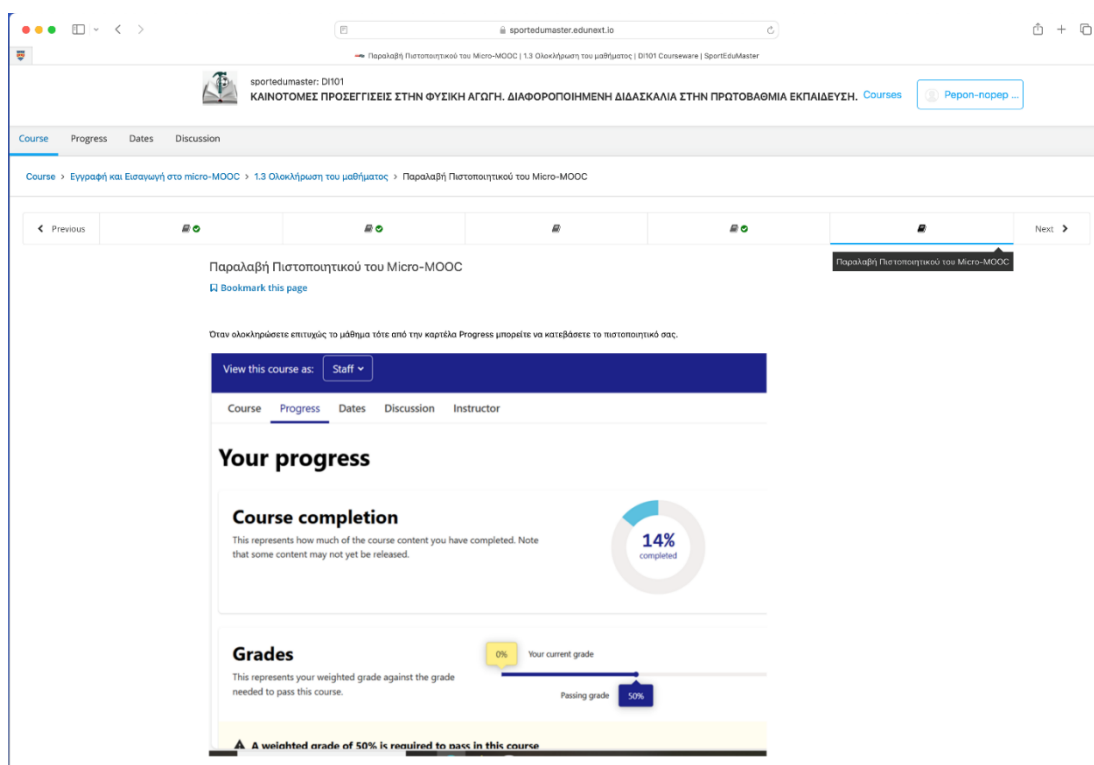 sportedumaster.edunext.io
Παραλαβή Πιστοποιητικού του Micro-MOOC | 1.3 Ολοκλήρωση του μαθήματος | DI101 Courseware | SportEduMaster
sportedumaster: DI101
ΚΑΙΝΟΤΟΜΕΣ ΠΡΟΣΕΓΓΙΣΕΙΣ ΣΤΗΝ ΦΥΣΙΚΗ ΑΓΩΓΗ. ΔΙΑΦΟΡΟΠΟΙΗΜΕΝΗ ΔΙΔΑΣΚΑΛΙΑ ΣΤΗΝ ΠΡΩΤΟΒΑΘΜΙΑ ΕΚΠΑΙΔΕΥΣΗ. Courses Pepon-nopep ...
Course Progress Dates Discussion
Course > Εγγραφή και Εισαγωγή στο micro-MOOC > 1.3 Ολοκλήρωση του μαθήματος > Παραλαβή Πιστοποιητικού του Micro-MOOC
Previous Next
Παραλαβή Πιστοποιητικού του Micro-MOOC
Παραλαβή Πιστοποιητικού του Micro-MOOC
Bookmark this page
Όταν ολοκληρώσετε επιτυχώς το μάθημα τότε από την καρτέλα Progress μπορείτε να κατεβάσετε το πιστοποιητικό σας.
View this course as: Staff
Course Progress Dates Discussion Instructor
Your progress
Course completion
This represents how much of the course content you have completed. Note
that some content may not yet be released.
14%
completed
Grades
This represents your weighted grade against the grade
needed to pass this course.
0% Your current grade
Passing grade 50%
A weighted grade of 50% is required to pass in this course